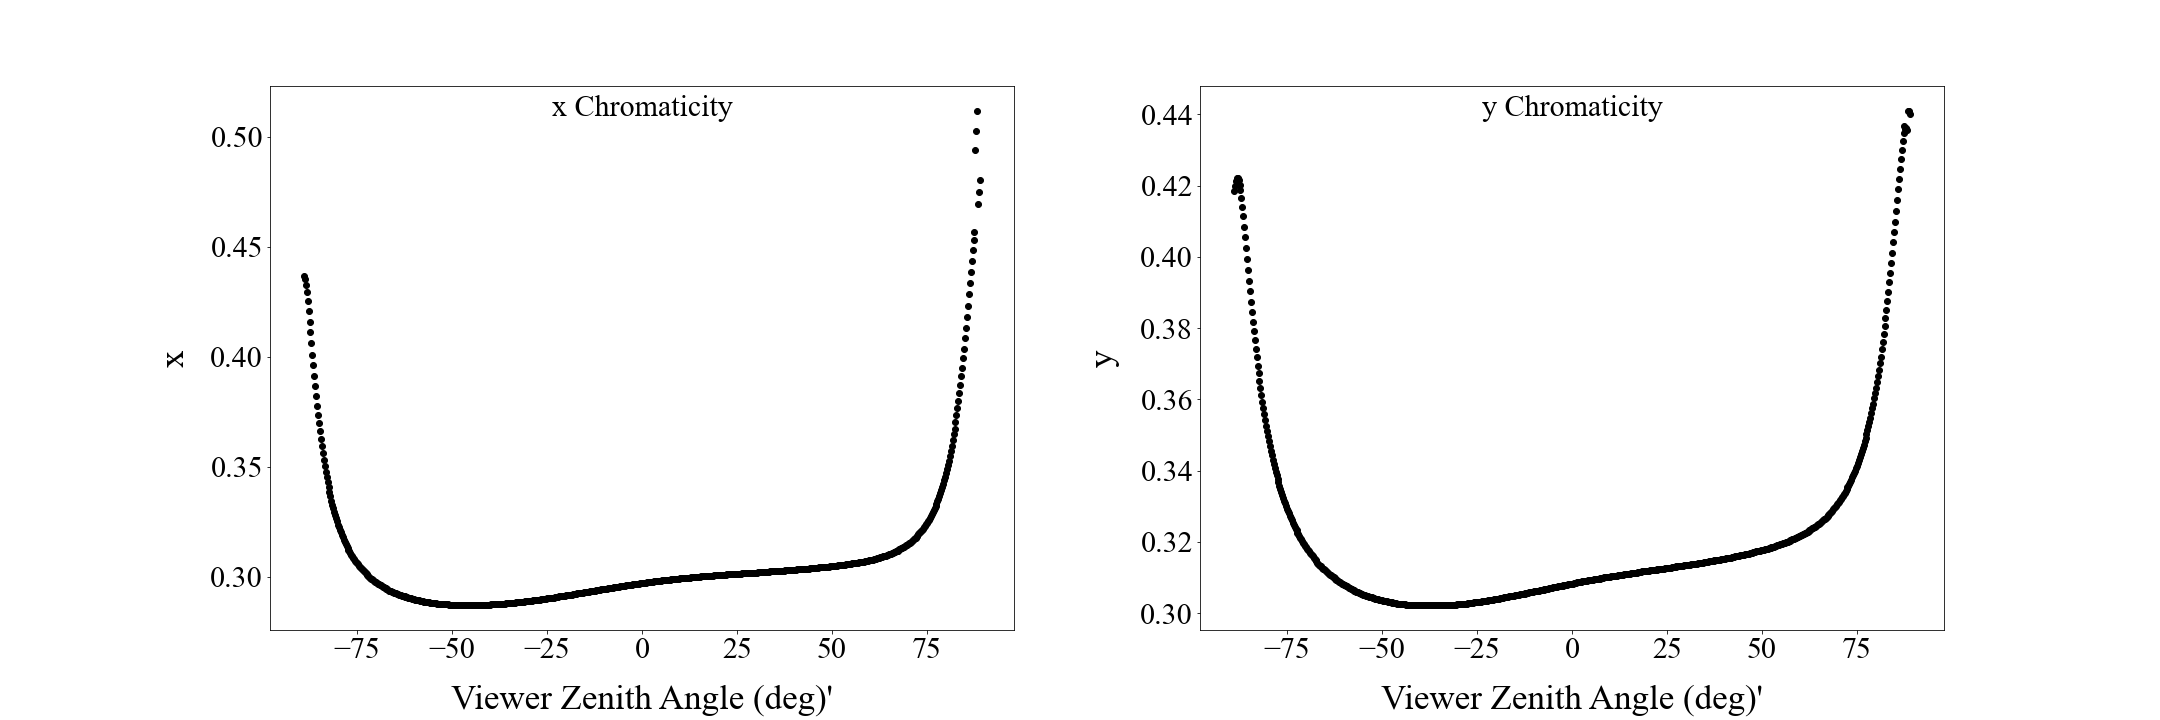 x Chromaticity
x
0.50
0.45
0.40
0.35
0.30
−75 −50 −25 0 25 50 75
Viewer Zenith Angle (deg)'
y Chromaticity
y
0.44
0.42
0.40
0.38
0.36
0.34
0.32
0.30
−75 −50 −25 0 25 50 75
Viewer Zenith Angle (deg)'